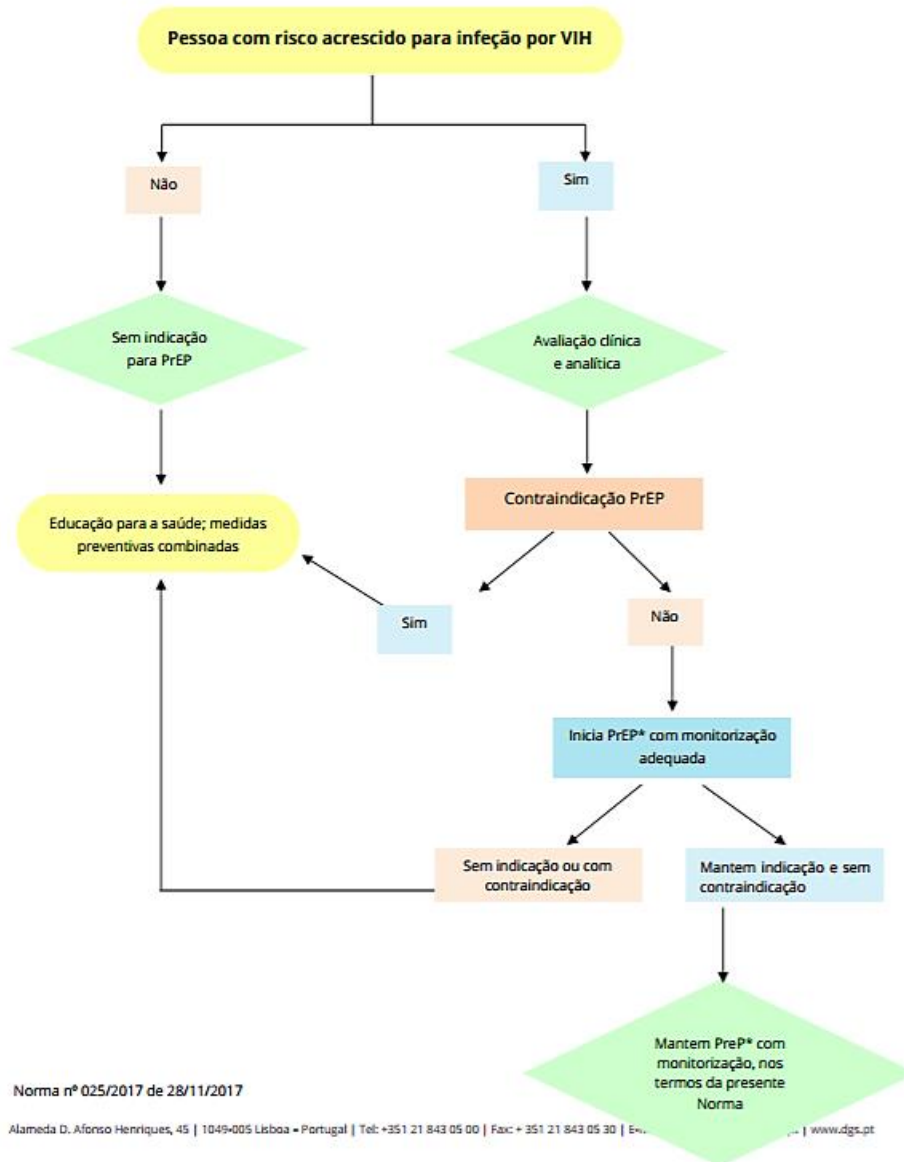 Pessoa com risco acrescido para infeção por VIH
Não
Sim
Sem indicação
para PrEP
Avaliação clínica
e analítica
Contraindicação PrEP
Educação para a saúde; medidas
preventivas combinadas
Sim
Não
Inicia PrEP* com monitorização
adequada
Sem indicação ou com
contraindicação
Mantem indicação e sem
contraindicação
Mantem PreP* com
monitorização, nos
termos da presente
Norma
Norma nº 025/2017 de 28/11/2017
Alameda D. Afonso Henriques, 45 | 1049-005 Lisboa - Portugal | Tel: +351 21 843 05 00 | Fax: + 351 21 843 05 30 | | www.dgs.pt